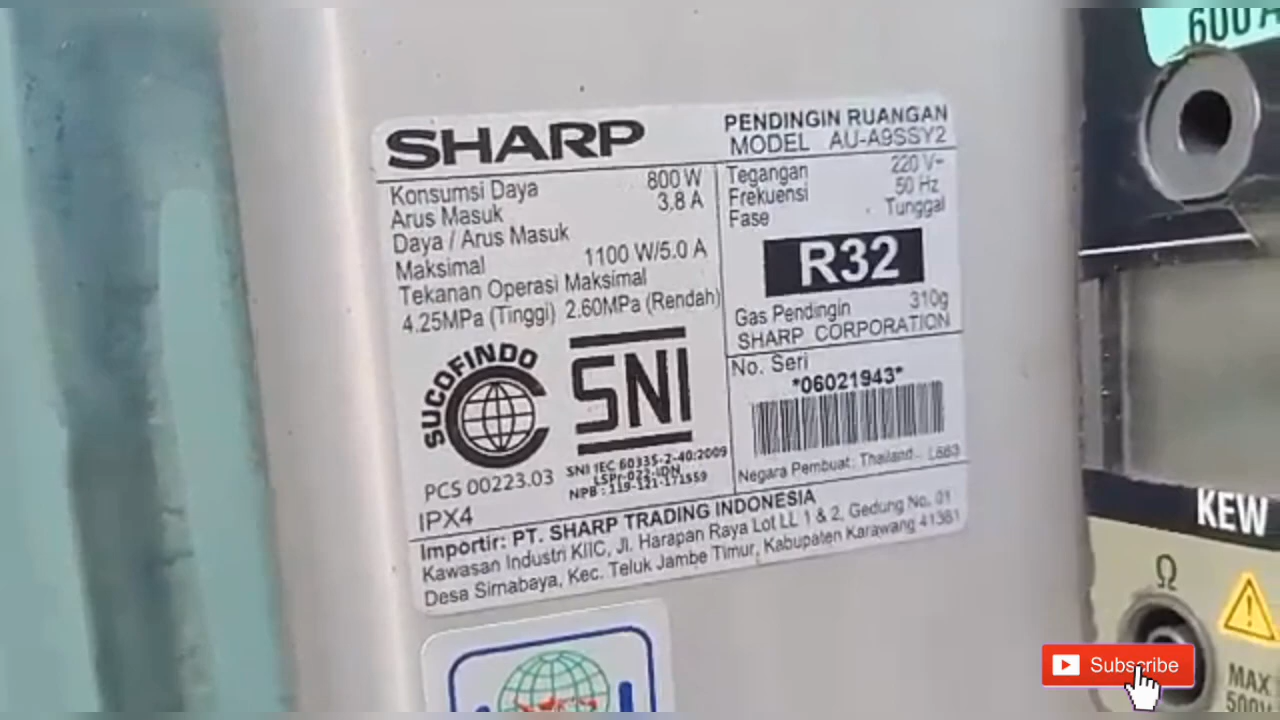 SHARP
PENDINGIN RUANGAN
MODEL AU-A9SSY2
Konsumsi Daya 800 W
Arus Masuk 3,8 A
Daya / Arus Masuk
Maksimal 1100 W/5.0 A
Tekanan Operasi Maksimal
4.25MPa (Tinggi) 2.60MPa (Rendah)
Tegangan 220 V~
Frekuensi 50 Hz
Fase Tunggal
R32
Gas Pendingin 310g
SHARP CORPORATION
No. Seri
*06021943*
Negara Pembuat: Thailand L663
SUCOFINDO
SNI
PCS 00223.03
SNI IEC 60335-2-40:2009
LSPr-022-IDN
NPB : 119-121-171559
IPX4
Importir: PT. SHARP TRADING INDONESIA
Kawasan Industri KIIC, Jl. Harapan Raya Lot LL 1 & 2, Gedung No. 01
Desa Sirnabaya, Kec. Teluk Jambe Timur, Kabupaten Karawang 41361
600 A
KEW
Ω
MAX
500V
Subscribe